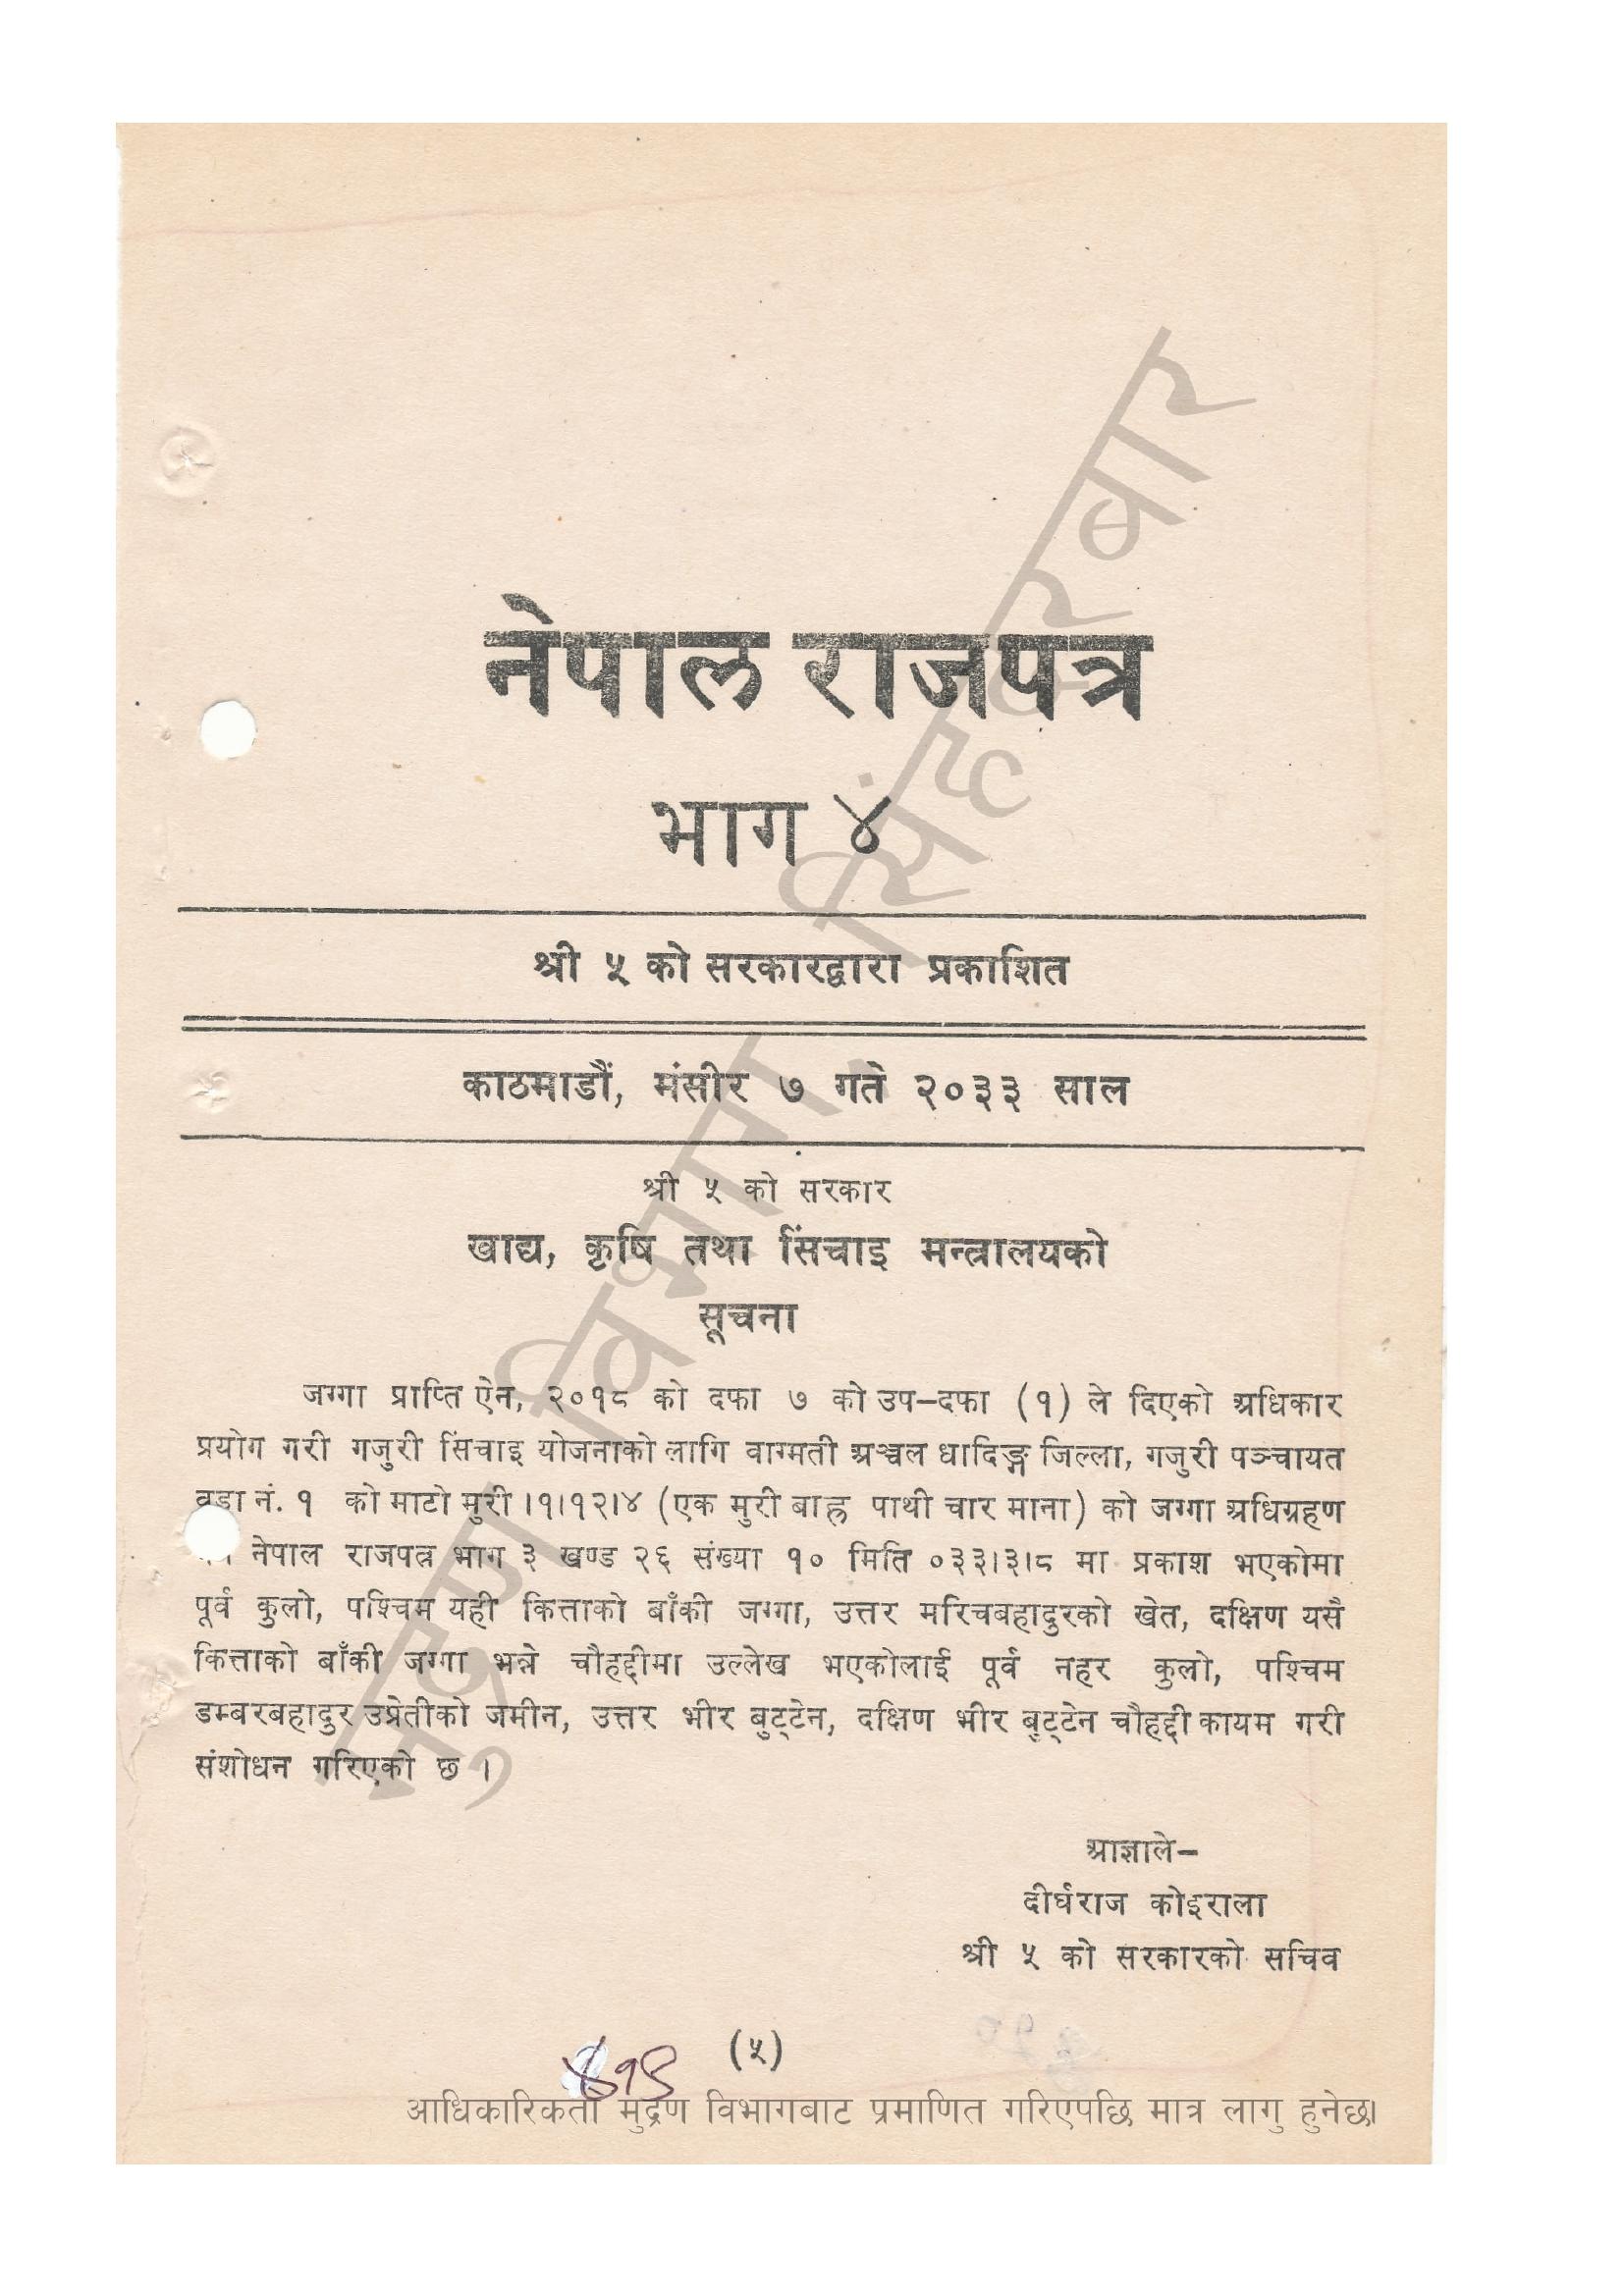 नेपाल राजपत्र
भाग ४
श्री ५ को सरकारद्वारा प्रकाशित
काठमाडौं, मंसीर ७ गते २०३३ साल
श्री ५ को सरकार
खाद्य, कृषि तथा सिंचाइ मन्त्रालयको
सूचना
जग्गा प्राप्ति ऐन, २०१८ को दफा ७ को उप-दफा (१) ले दिएको अधिकार
प्रयोग गरी गजुरी सिंचाइ योजनाको लागि वाग्मती अञ्चल धादिङ्ग जिल्ला, गजुरी पञ्चायत
वडा नं. १ को माटो मुरी ।१।१२।४ (एक मुरी बाह्र पाथी चार माना) को जग्गा अधिग्रहण
नेपाल राजपत्र भाग ३ खण्ड २६ संख्या १० मिति ०३३।३।८ मा प्रकाश भएकोमा
पूर्व कुलो, पश्चिम यही कित्ताको बाँकी जग्गा, उत्तर मरिचबहादुरको खेत, दक्षिण यसै
कित्ताको बाँकी जग्गा भन्ने चौहद्दीमा उल्लेख भएकोलाई पूर्व नहर कुलो, पश्चिम
डम्बरबहादुर उप्रेतीको जमीन, उत्तर भीर बुट्टेन, दक्षिण भीर बुट्टेन चौहद्दी कायम गरी
संशोधन गरिएको छ ।
आज्ञाले-
दीर्घराज कोइराला
श्री ५ को सरकारको सचिव
(५)
आधिकारिकता मुद्रण विभागबाट प्रमाणित गरिएपछि मात्र लागु हुनेछ।
मुद्रण विभाग, सिंहदरबार